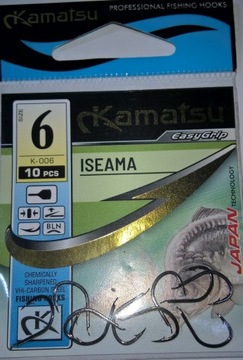 PROFESSIONAL FISHING HOOKS
Kamatsu
Kamatsu
SIZE
6
K-006
10 PCS
EasyGrip
ISEAMA
BLN
JAPAN TECHNOLOGY
CHEMICALLY
SHARPENED
VHI-CARBON STEEL
FISHING HOOKS